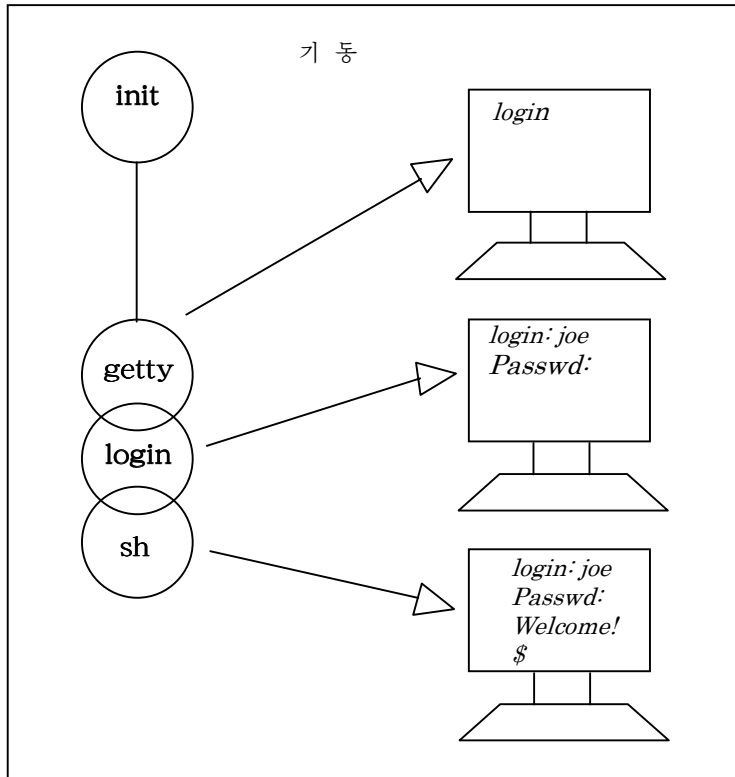 기 동
init
login
getty
login: joe
Passwd:
login
sh
login: joe
Passwd:
Welcome!
$